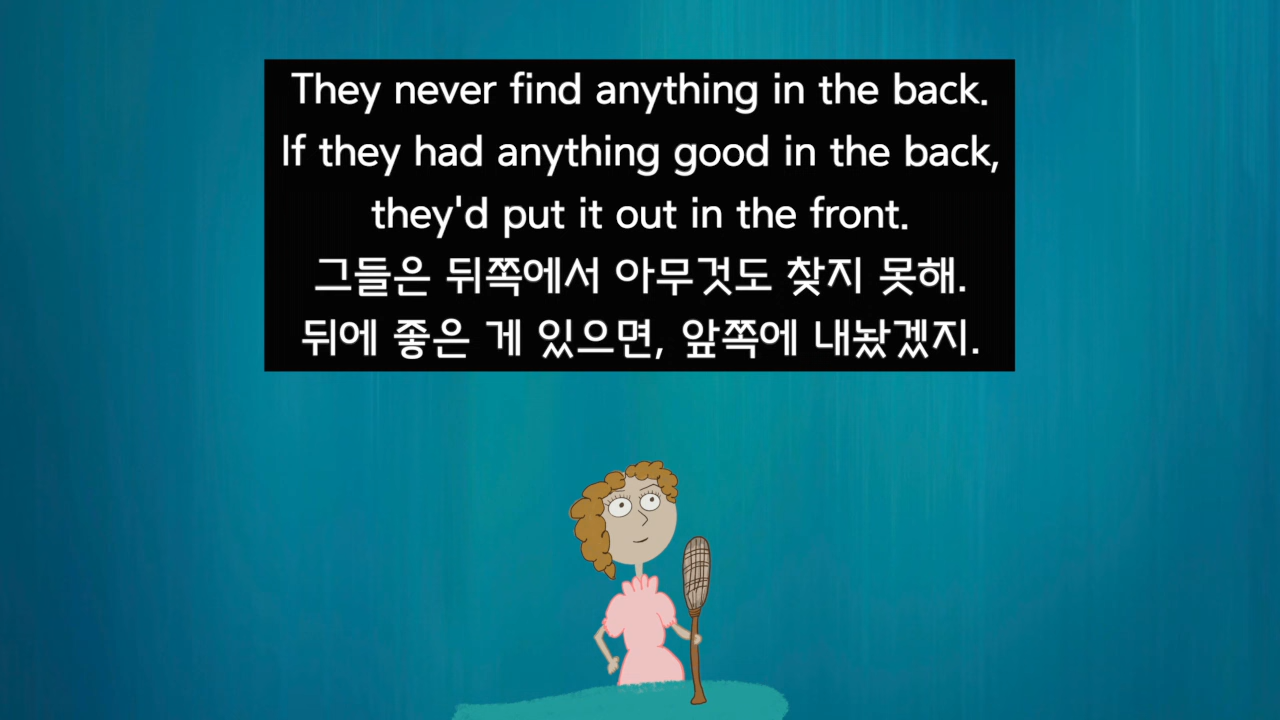 They never find anything in the back.
If they had anything good in the back,
they'd put it out in the front.
그들은 뒤쪽에서 아무것도 찾지 못해.
뒤에 좋은 게 있으면, 앞쪽에 내놨겠지.